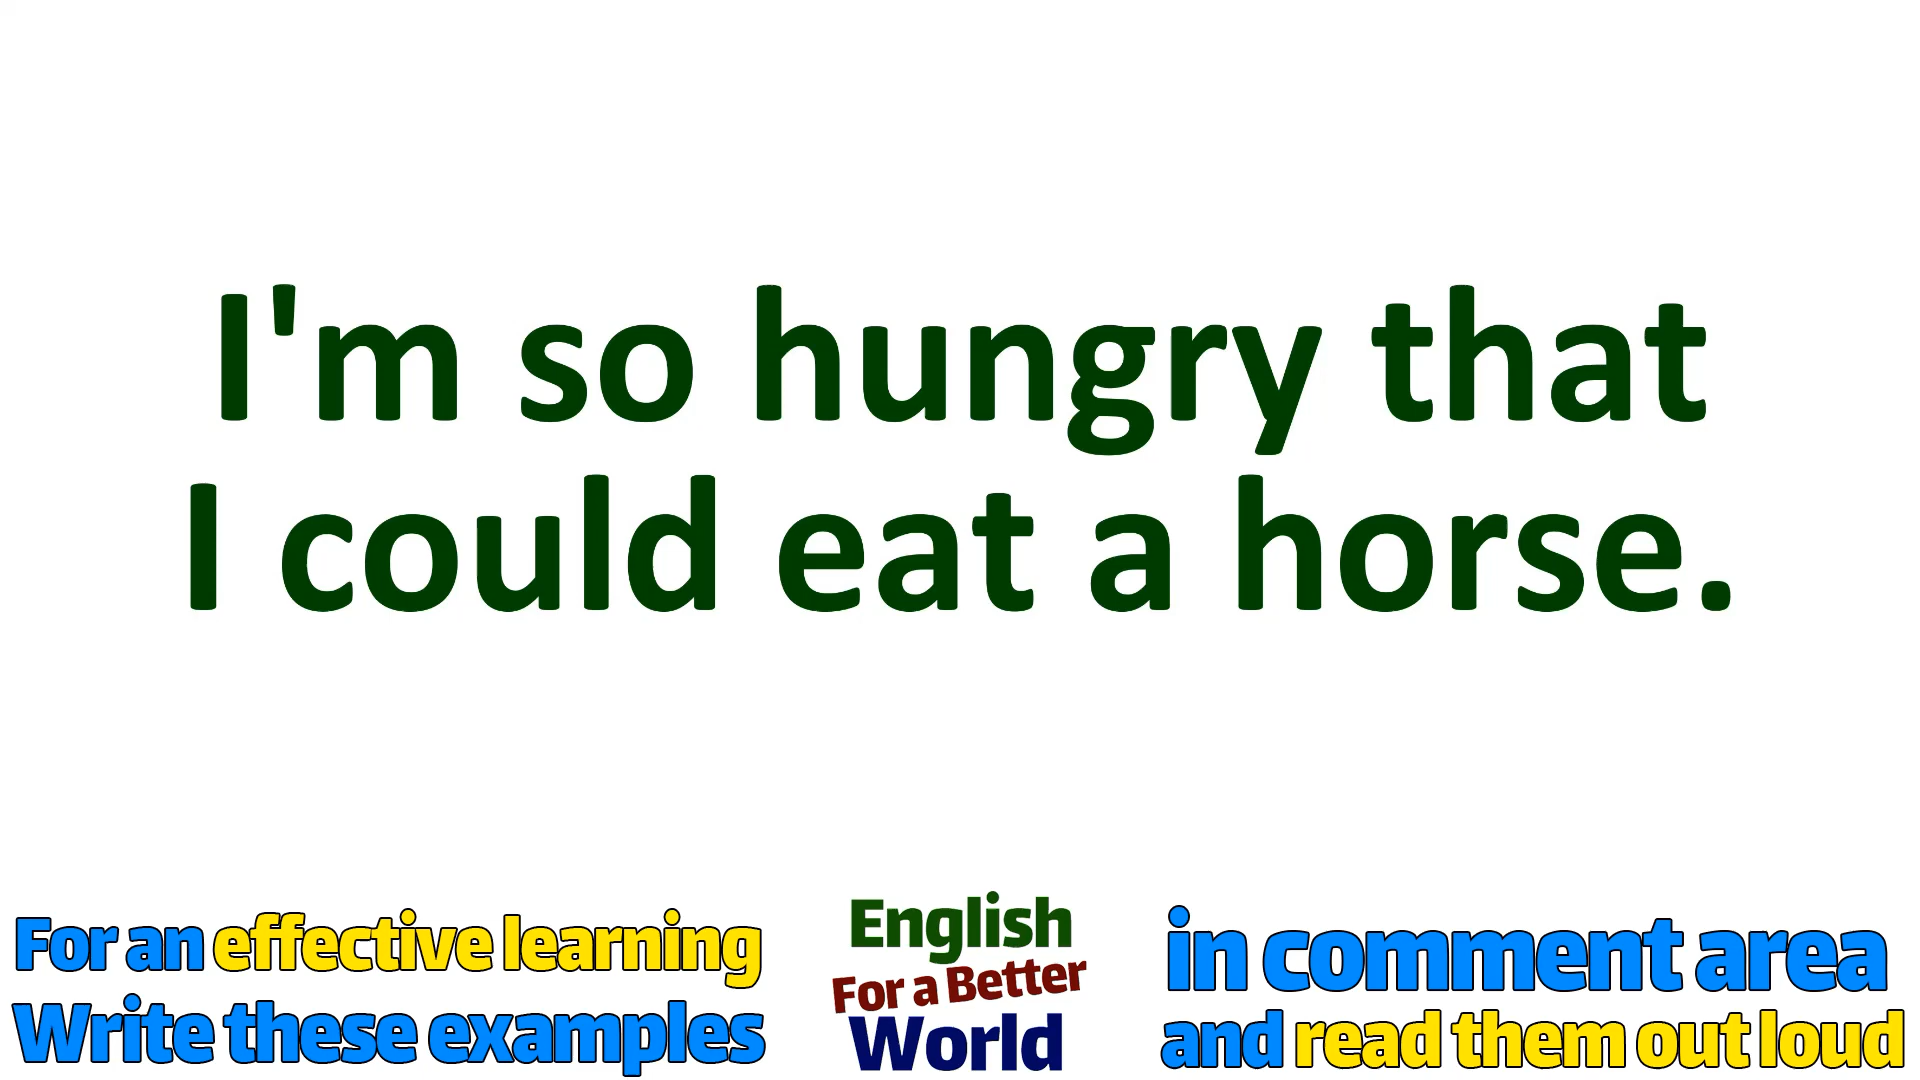 I'm so hungry that
I could eat a horse.
For an effective learning
Write these examples
English
For a Better
World
in comment area
and read them out loud